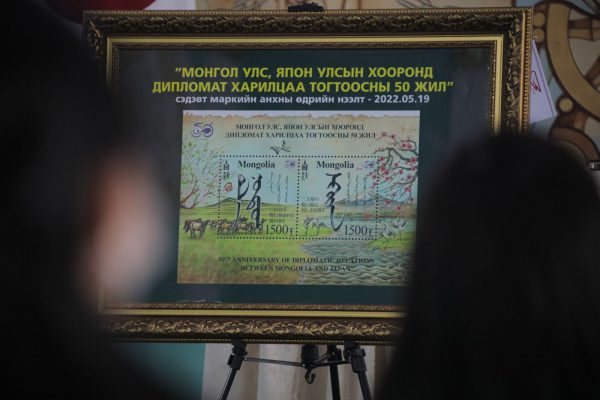 “МОНГОЛ УЛС, ЯПОН УЛСЫН ХООРОНД
ДИПЛОМАТ ХАРИЛЦАА ТОГТООСНЫ 50 ЖИЛ”
сэдэвт маркийн анхны өдрийн нээлт - 2022.05.19
50
МОНГОЛ УЛС, ЯПОН УЛСЫН ХООРОНД
ДИПЛОМАТ ХАРИЛЦАА ТОГТООСНЫ 50 ЖИЛ
Mongolia
1500₮
Mongolia
1500₮
50TH ANNIVERSARY OF DIPLOMATIC RELATIONS
BETWEEN MONGOLIA AND JAPAN